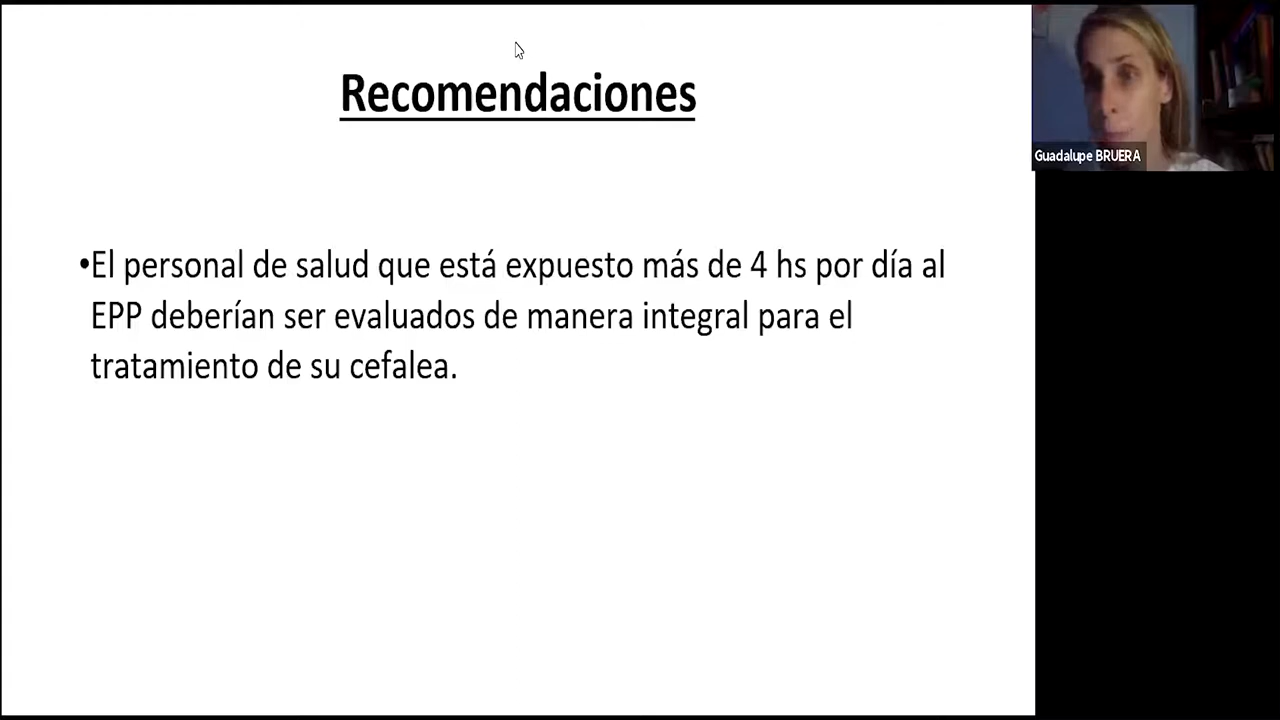 Recomendaciones
Guadalupe BRUERA
•El personal de salud que está expuesto más de 4 hs por día al
EPP deberían ser evaluados de manera integral para el
tratamiento de su cefalea.